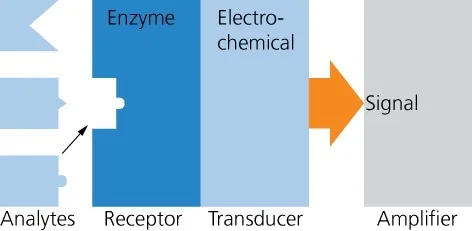 Enzyme
Electro-
chemical
Signal
Analytes
Receptor
Transducer
Amplifier